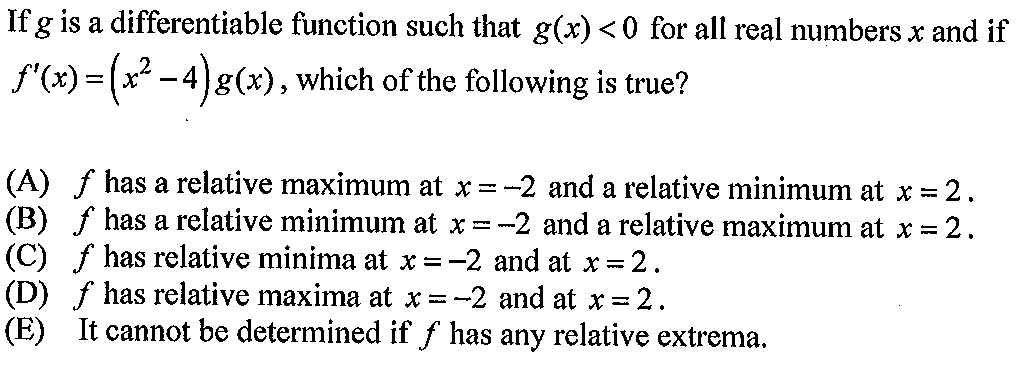 If g is a differentiable function such that g(x) < 0 for all real numbers x and if
f'(x) = (x² − 4)g(x), which of the following is true?
(A) f has a relative maximum at x = −2 and a relative minimum at x = 2.
(B) f has a relative minimum at x = −2 and a relative maximum at x = 2.
(C) f has relative minima at x = −2 and at x = 2.
(D) f has relative maxima at x = −2 and at x = 2.
(E) It cannot be determined if f has any relative extrema.